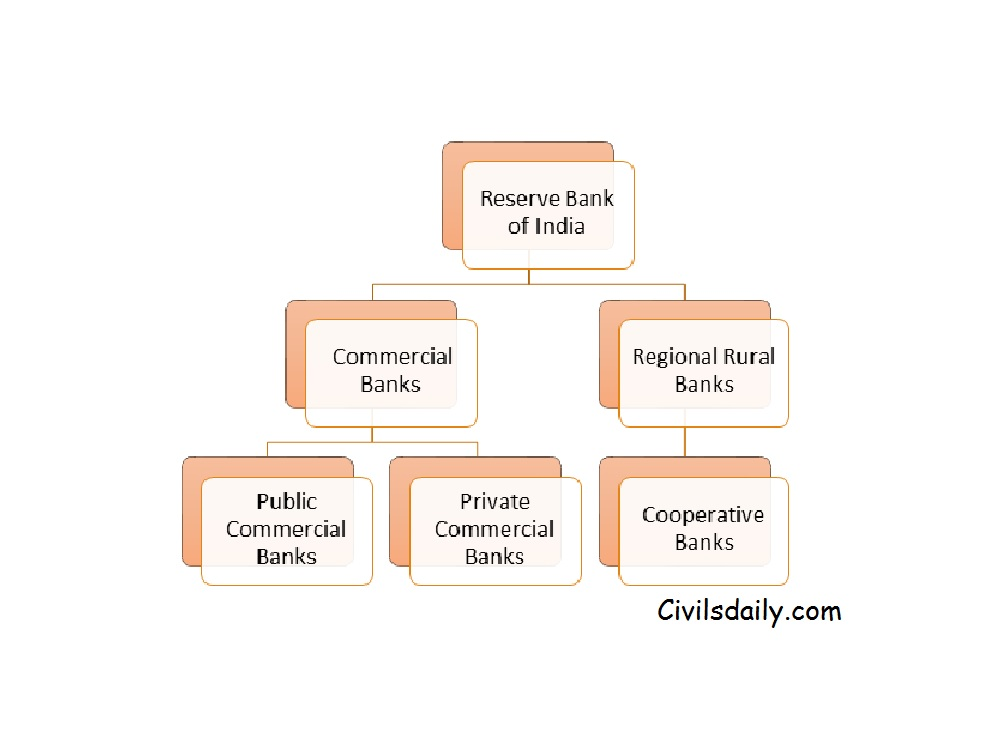 Reserve Bank
of India
Commercial
Banks
Regional Rural
Banks
Public
Commercial
Banks
Private
Commercial
Banks
Cooperative
Banks
Civilsdaily.com